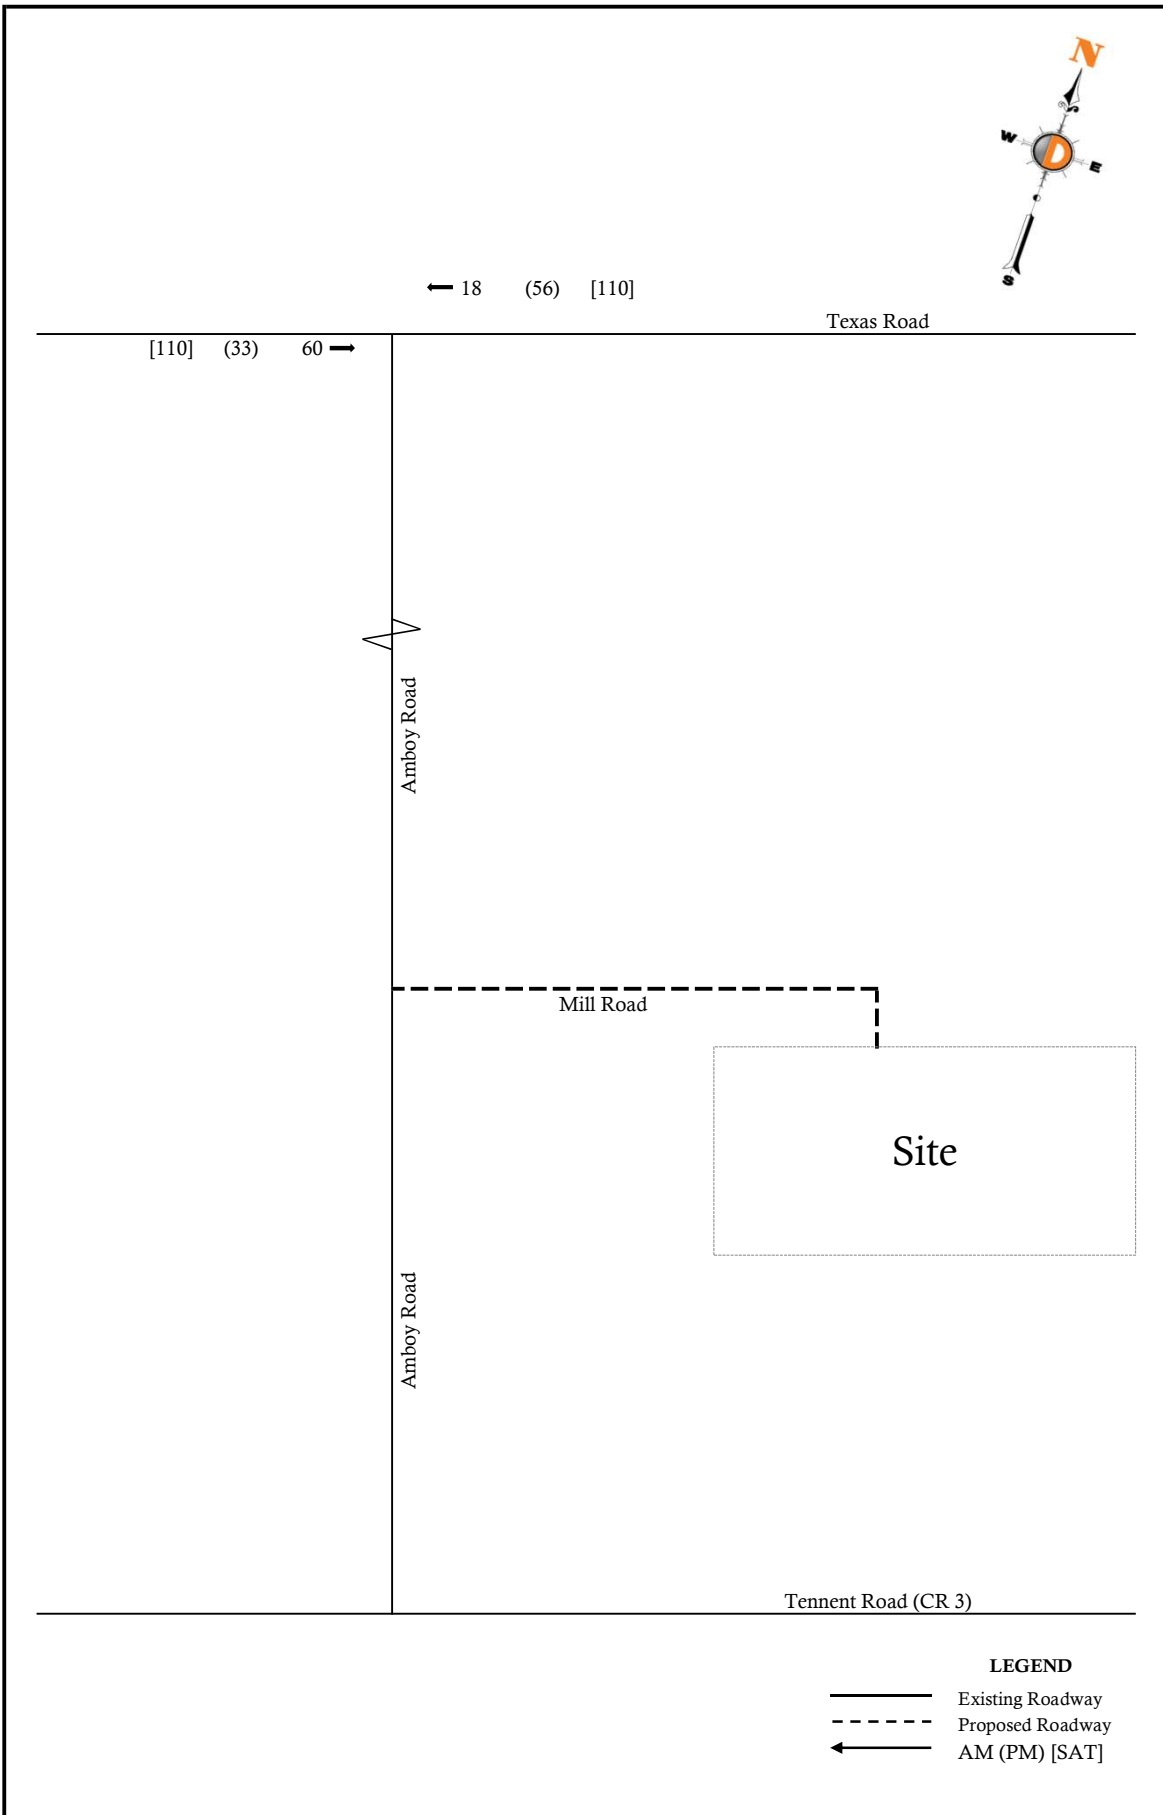 N
W
E
S
18 (56) [110]
Texas Road
[110] (33) 60
Amboy Road
Mill Road
Site
Amboy Road
Tennent Road (CR 3)
LEGEND
Existing Roadway
Proposed Roadway
AM (PM) [SAT]